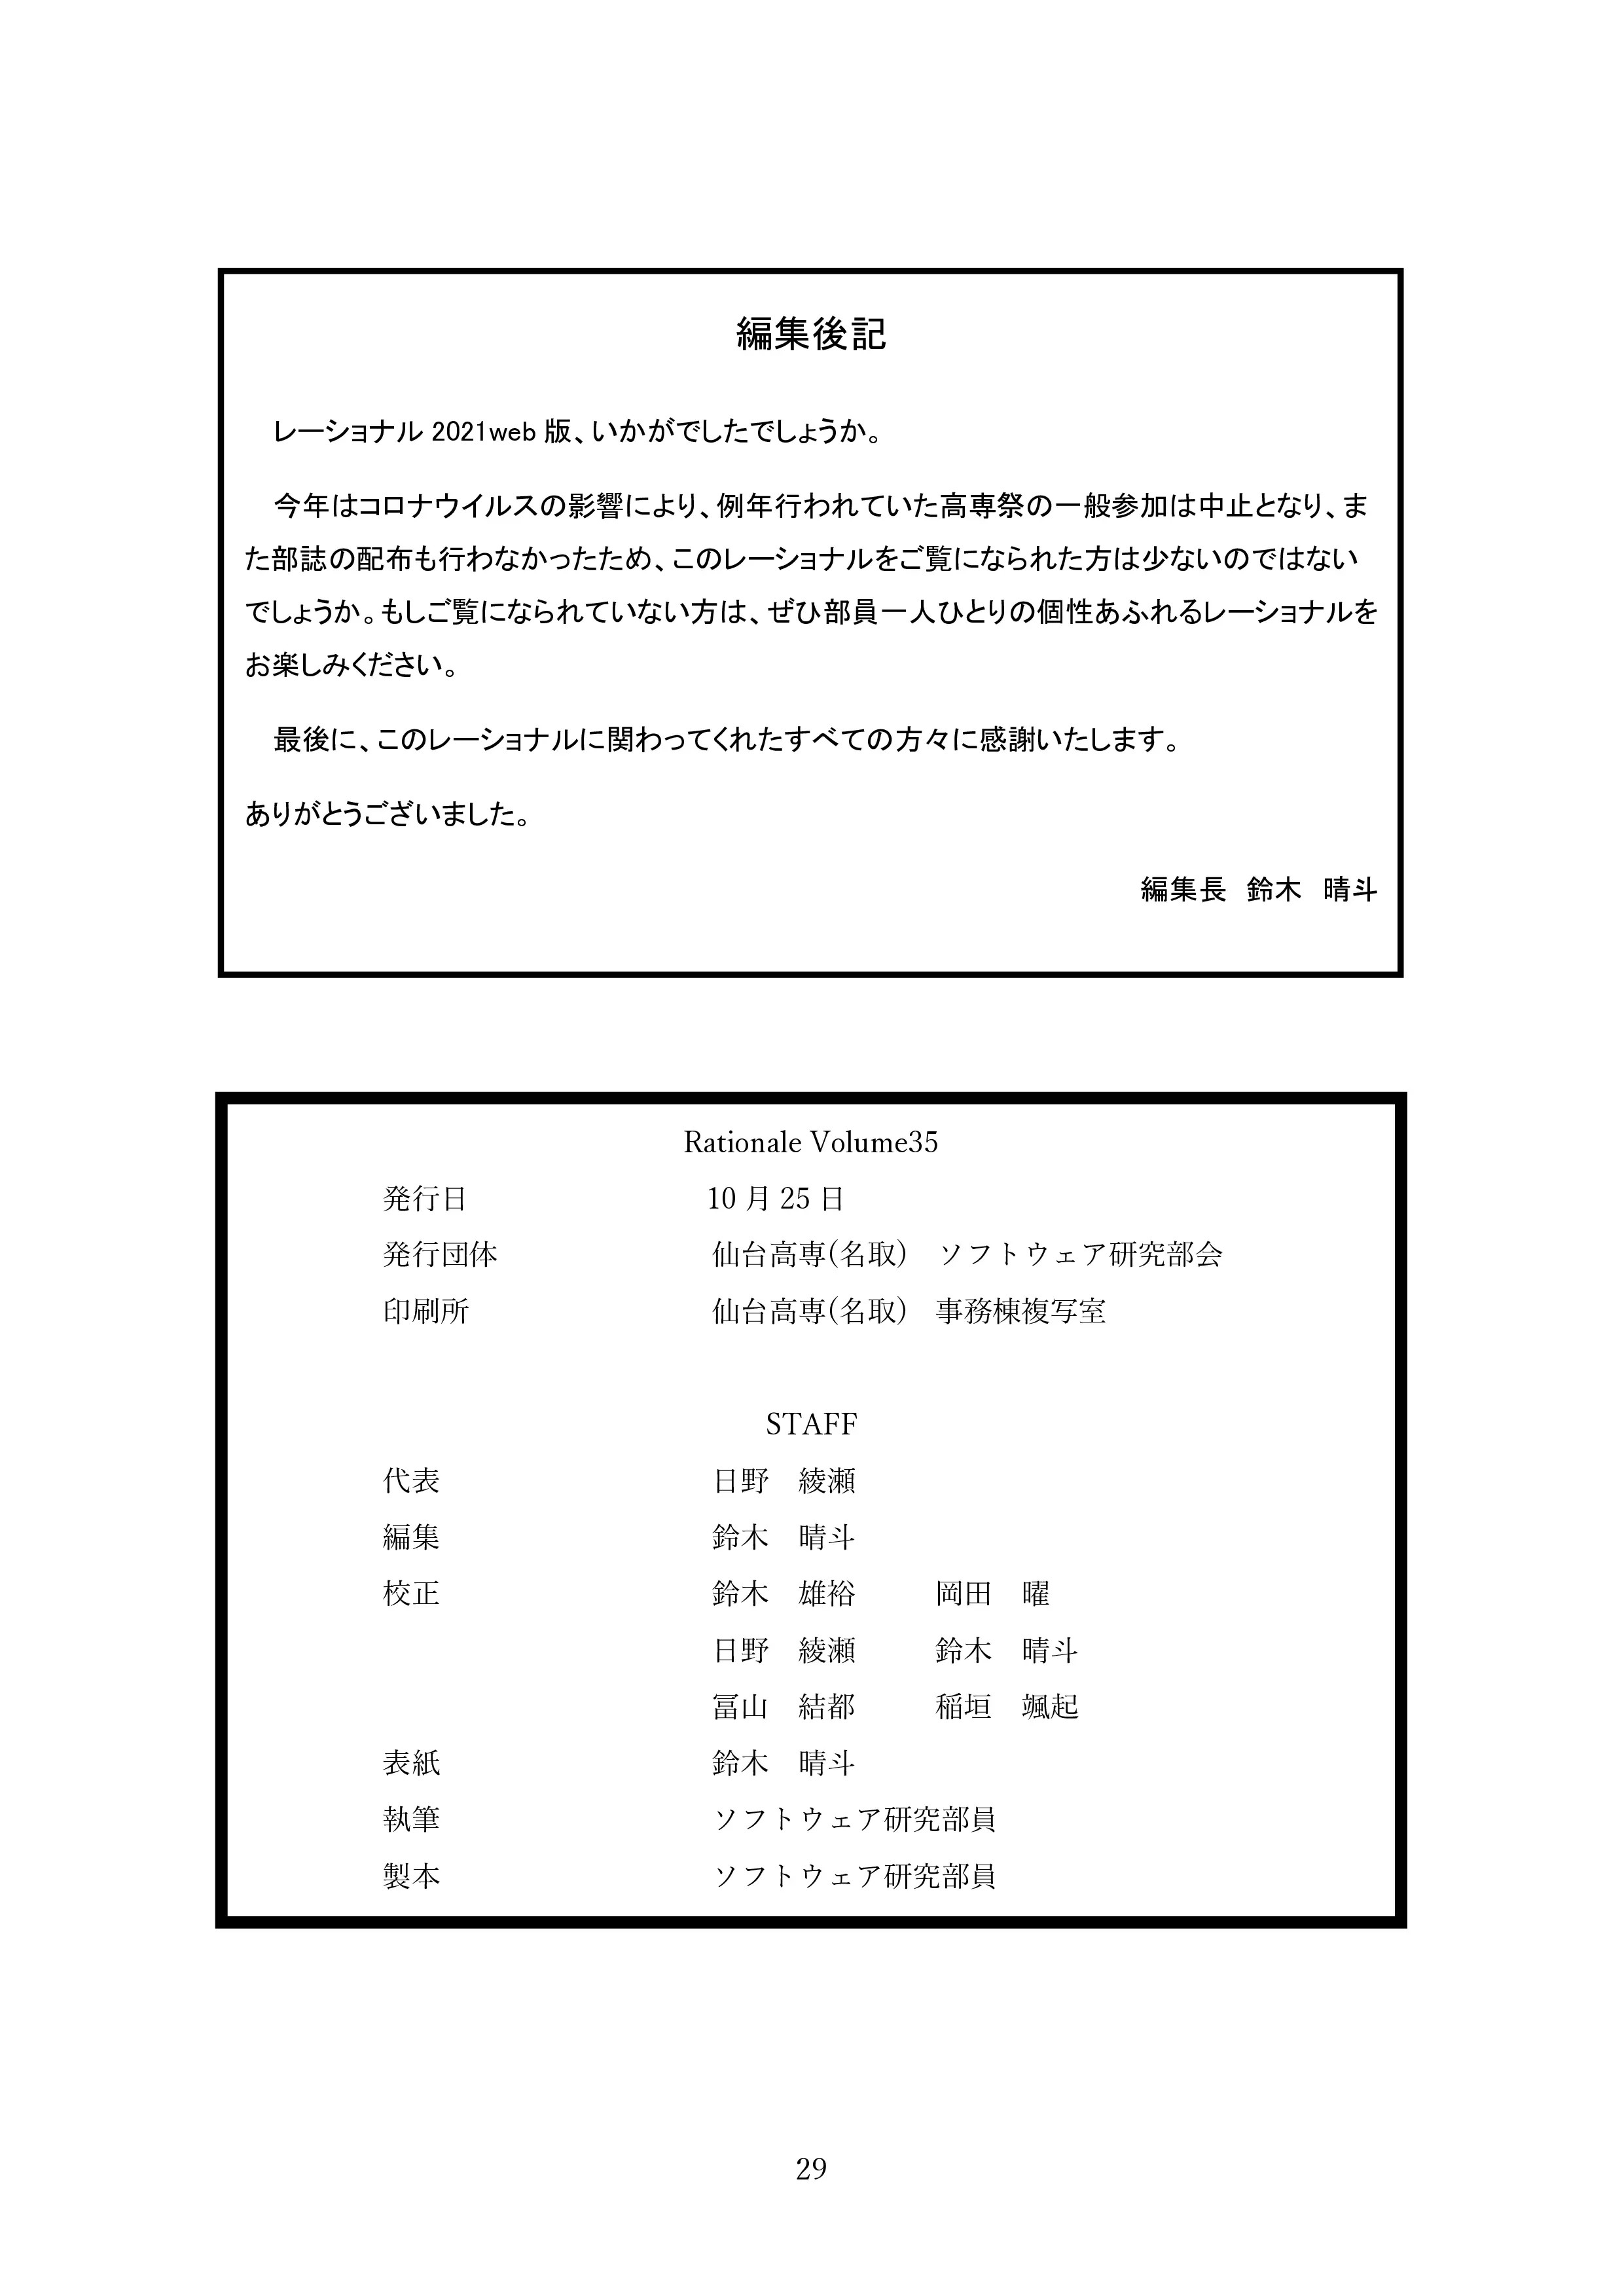 編集後記
レーショナル 2021web 版、いかがでしたでしょうか。
今年はコロナウイルスの影響により、例年行われていた高専祭の一般参加は中止となり、ま
た部誌の配布も行わなかったため、このレーショナルをご覧になられた方は少ないのではない
でしょうか。もしご覧になられていない方は、ぜひ部員一人ひとりの個性あふれるレーショナルを
お楽しみください。
最後に、このレーショナルに関わってくれたすべての方々に感謝いたします。
ありがとうございました。
編集長 鈴木 晴斗
Rationale Volume35
発行日 10 月 25 日
発行団体 仙台高専(名取) ソフトウェア研究部会
印刷所 仙台高専(名取) 事務棟複写室
STAFF
代表 日野 綾瀬
編集 鈴木 晴斗
校正 鈴木 雄裕 岡田 曜
日野 綾瀬 鈴木 晴斗
冨山 結都 稲垣 颯起
表紙 鈴木 晴斗
執筆 ソフトウェア研究部員
製本 ソフトウェア研究部員
29